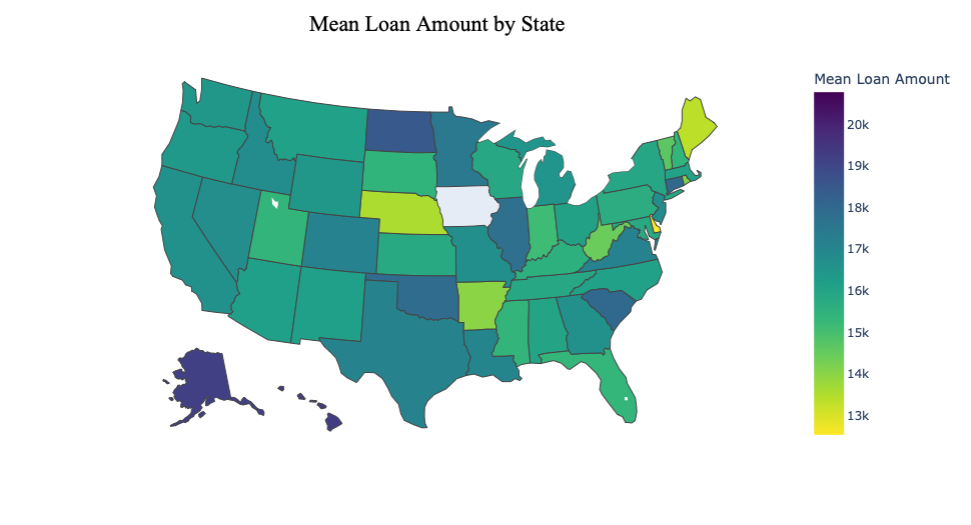 Mean Loan Amount by State
Mean Loan Amount
20k
19k
18k
17k
16k
15k
14k
13k